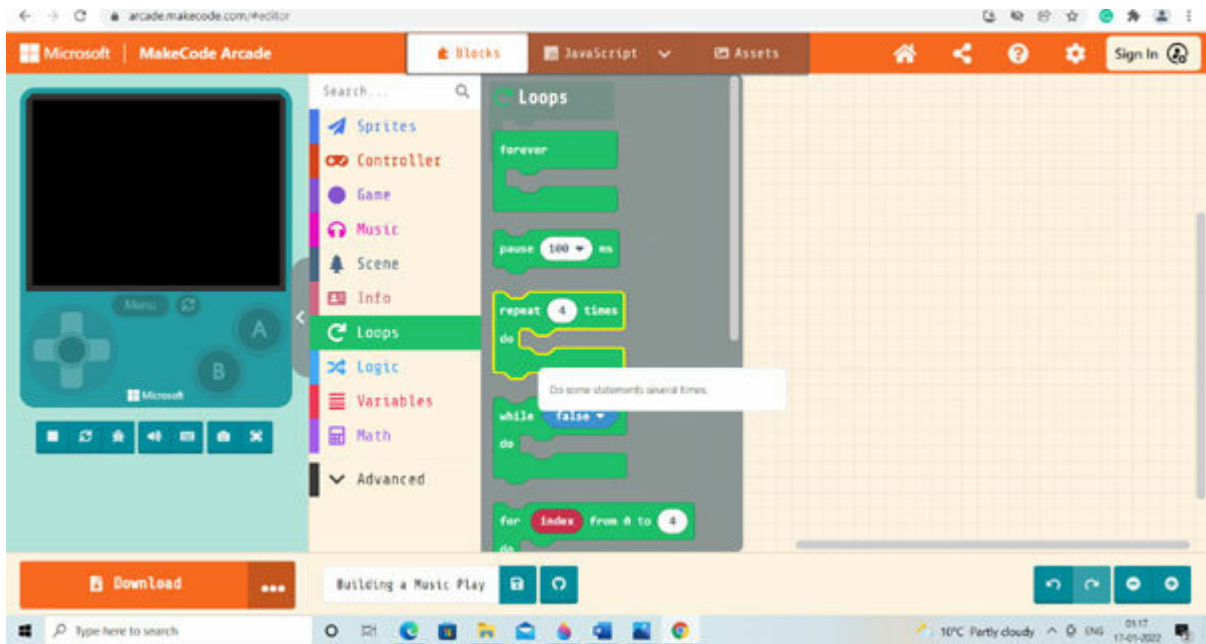 arcade.makecode.com/#editor
Microsoft | MakeCode Arcade
Blocks
JavaScript
Assets
Sign In
Search...
Sprites
Controller
Game
Music
Scene
Info
Loops
Logic
Variables
Math
Advanced
Loops
forever
pause 100 ms
repeat 4 times
do
Do some statements several times.
while false
do
for index from 0 to 4
do
Menu
A
B
Microsoft
Download
Building a Music Play
Type here to search
10°C Partly cloudy
ENG
01:17
17-01-2022